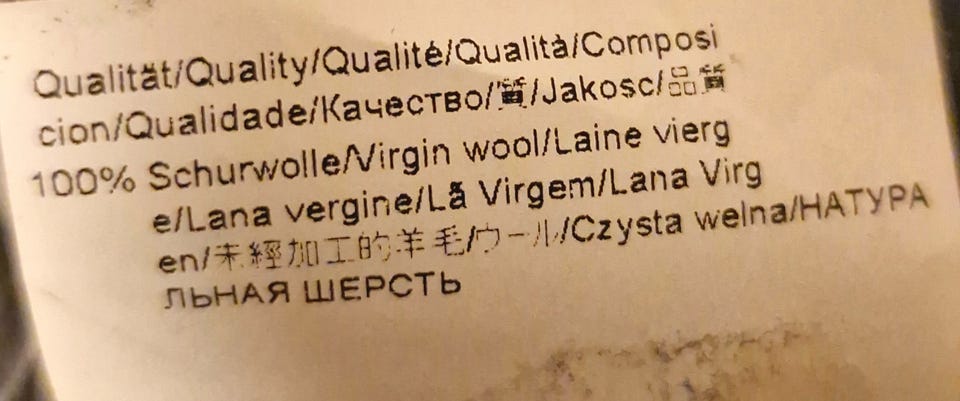 Qualität/Quality/Qualité/Qualità/Composi
cion/Qualidade/Качество/質/Jakosc/品質
100% Schurwolle/Virgin wool/Laine vierg
e/Lana vergine/Lã Virgem/Lana Virg
en/未經加工的羊毛/ウール/Czysta welna/НАТУРА
ЛЬНАЯ ШЕРСТЬ